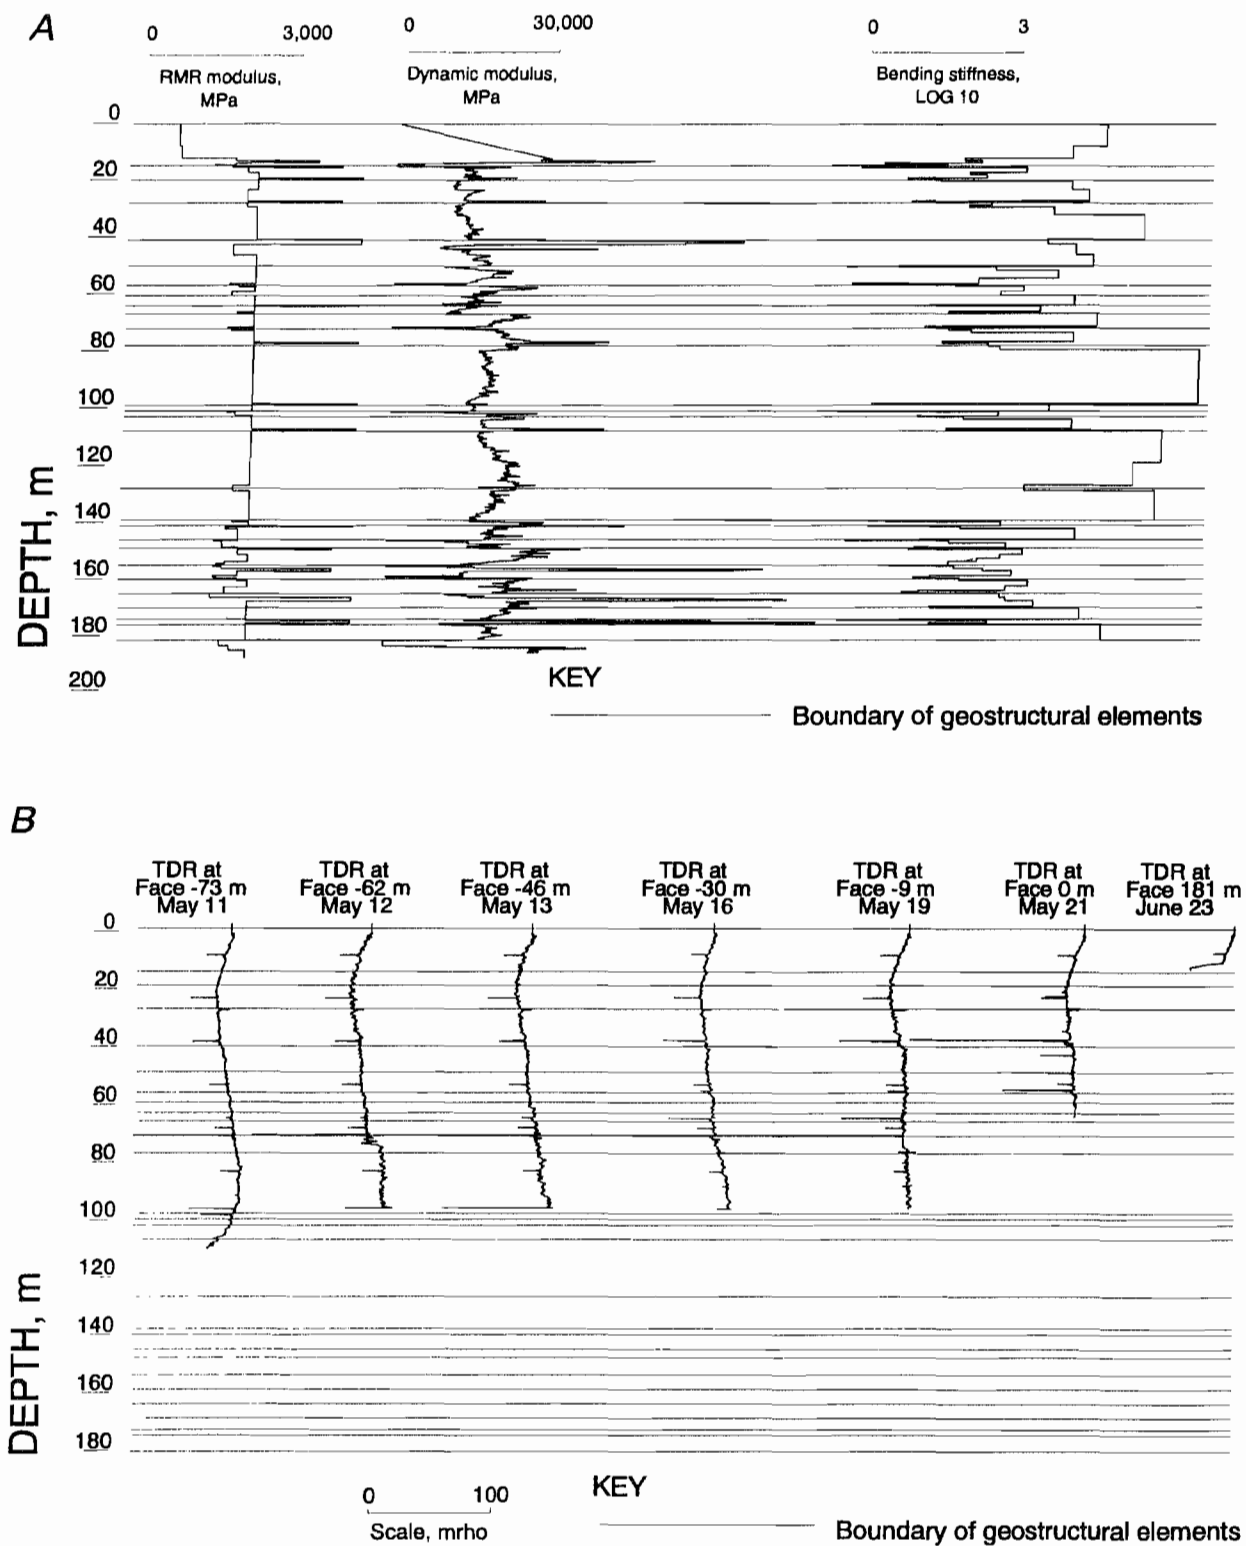 A
0 3,000 0 30,000 0 3
RMR modulus, Dynamic modulus, Bending stiffness,
MPa MPa LOG 10
0
20
40
60
80
100
120
140
160
180
200
DEPTH, m
KEY
Boundary of geostructural elements
B
TDR at TDR at TDR at TDR at TDR at TDR at TDR at
Face -73 m Face -62 m Face -46 m Face -30 m Face -9 m Face 0 m Face 181 m
May 11 May 12 May 13 May 16 May 19 May 21 June 23
0
20
40
60
80
100
120
140
160
180
DEPTH, m
KEY
0 100
Scale, mrho
Boundary of geostructural elements